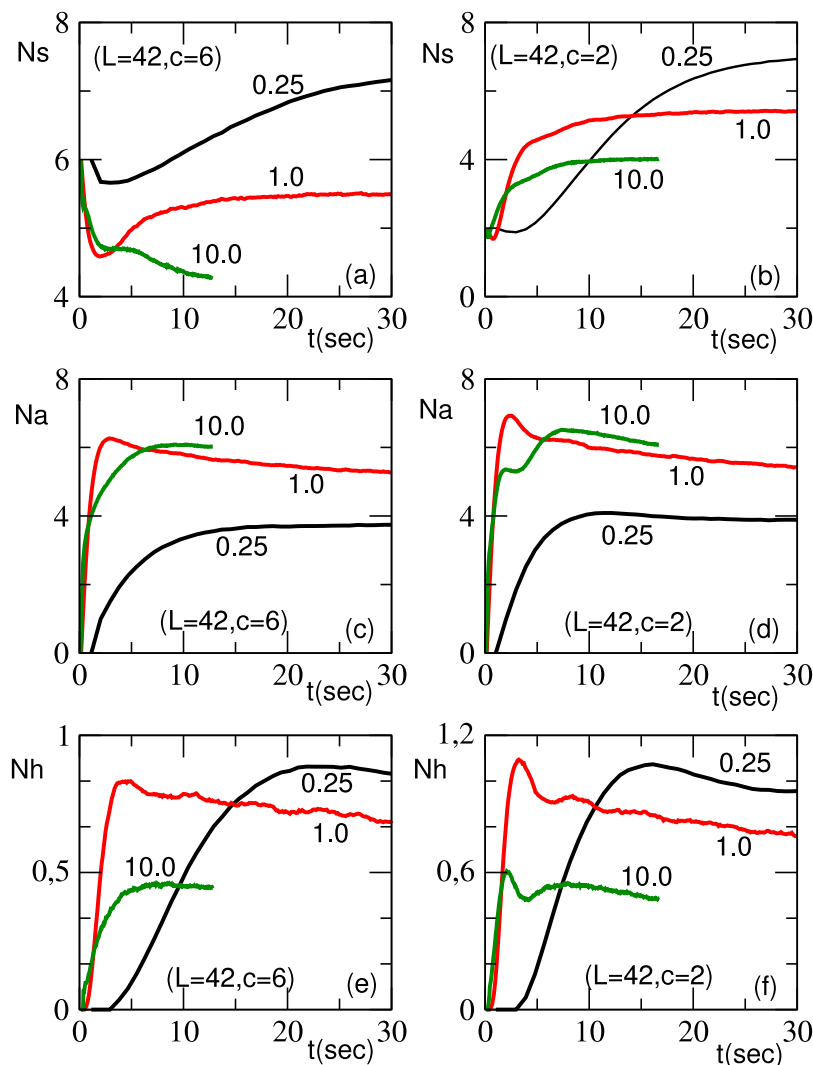 8
Ns
(L=42,c=6)
0.25
6
1.0
10.0
(a)
4
0 10 20 30
t(sec)
8
Ns
(L=42,c=2)
0.25
1.0
4
10.0
(b)
0
0 10 20 30
t(sec)
8
Na
10.0
1.0
4
0.25
(L=42,c=6)
(c)
0
0 10 20 30
t(sec)
8
Na
10.0
1.0
4
0.25
(L=42,c=2)
(d)
0
0 10 20 30
t(sec)
1
Nh
0.25
1.0
0,5
10.0
(L=42,c=6)
(e)
0
0 10 20 30
t(sec)
1,2
Nh
0.25
1.0
0,6
10.0
(L=42,c=2)
(f)
0
0 10 20 30
t(sec)